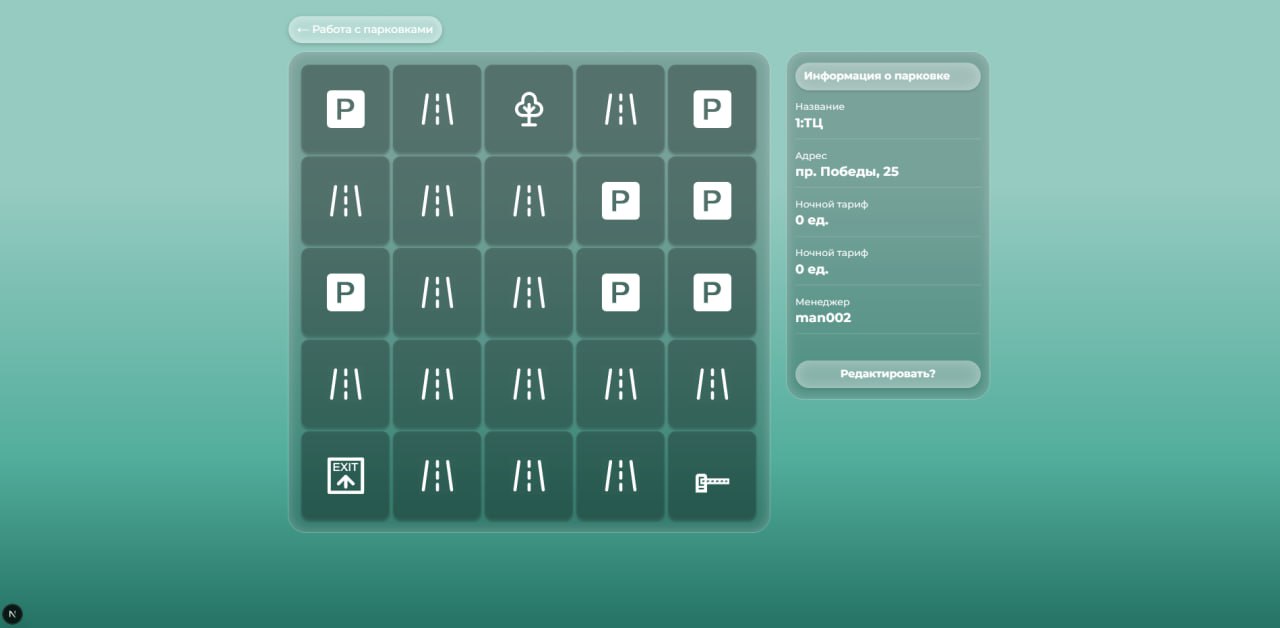 ← Работа с парковками
P
P
P
P
P
P
P
EXIT
Информация о парковке
Название
1:ТЦ
Адрес
пр. Победы, 25
Ночной тариф
0 ед.
Ночной тариф
0 ед.
Менеджер
man002
Редактировать?
N